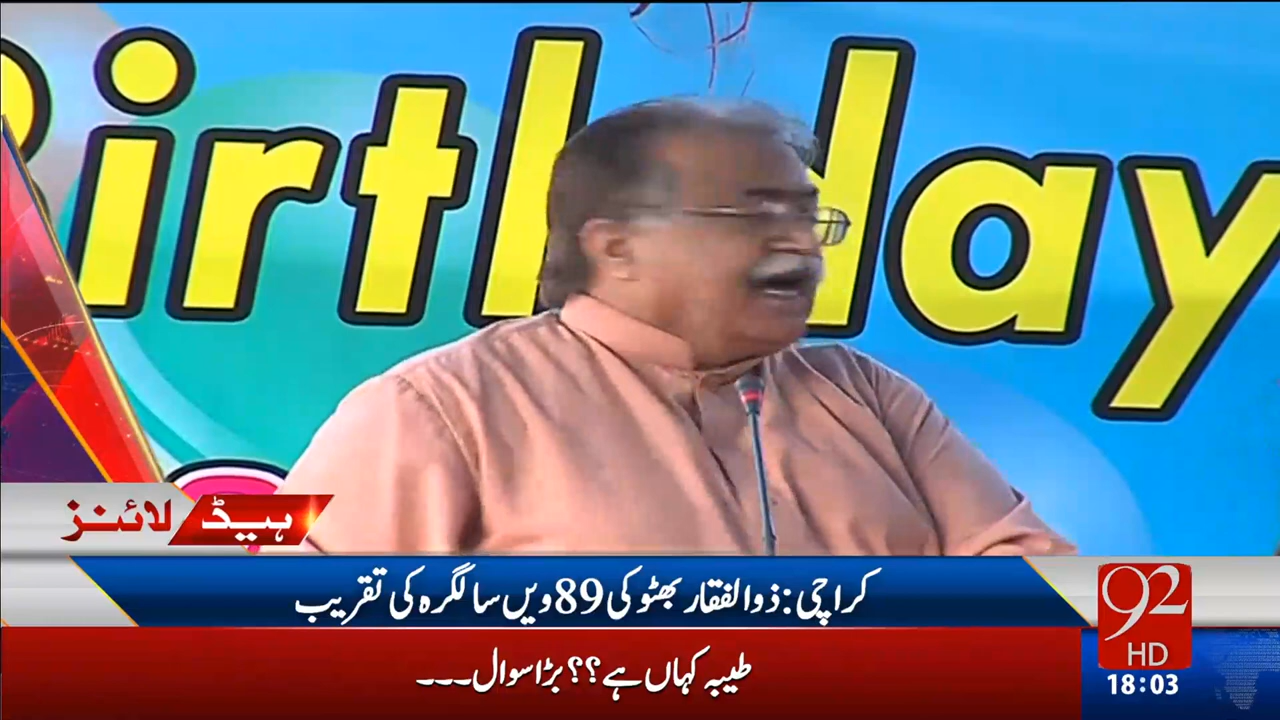 Birthday
ہیڈ لائنز
کراچی: ذوالفقار بھٹو کی 89 ویں سالگرہ کی تقریب
طیبہ کہاں ہے؟؟ بڑا سوال ---
92
HD
18:03